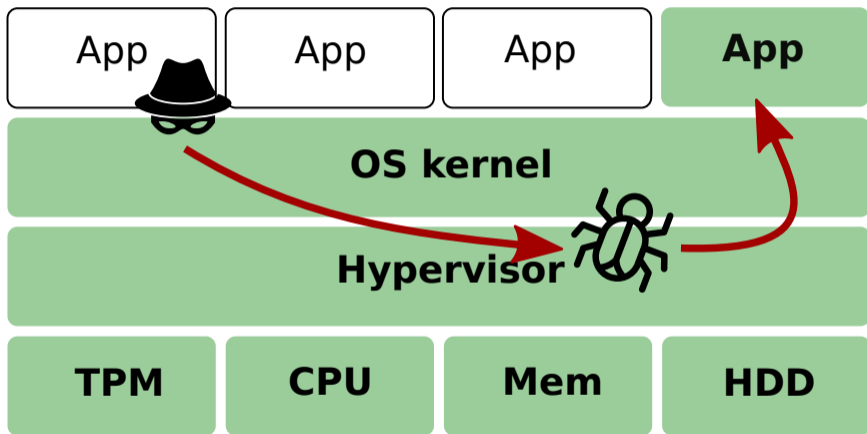 App
App
App
App
OS kernel
Hypervisor
TPM
CPU
Mem
HDD